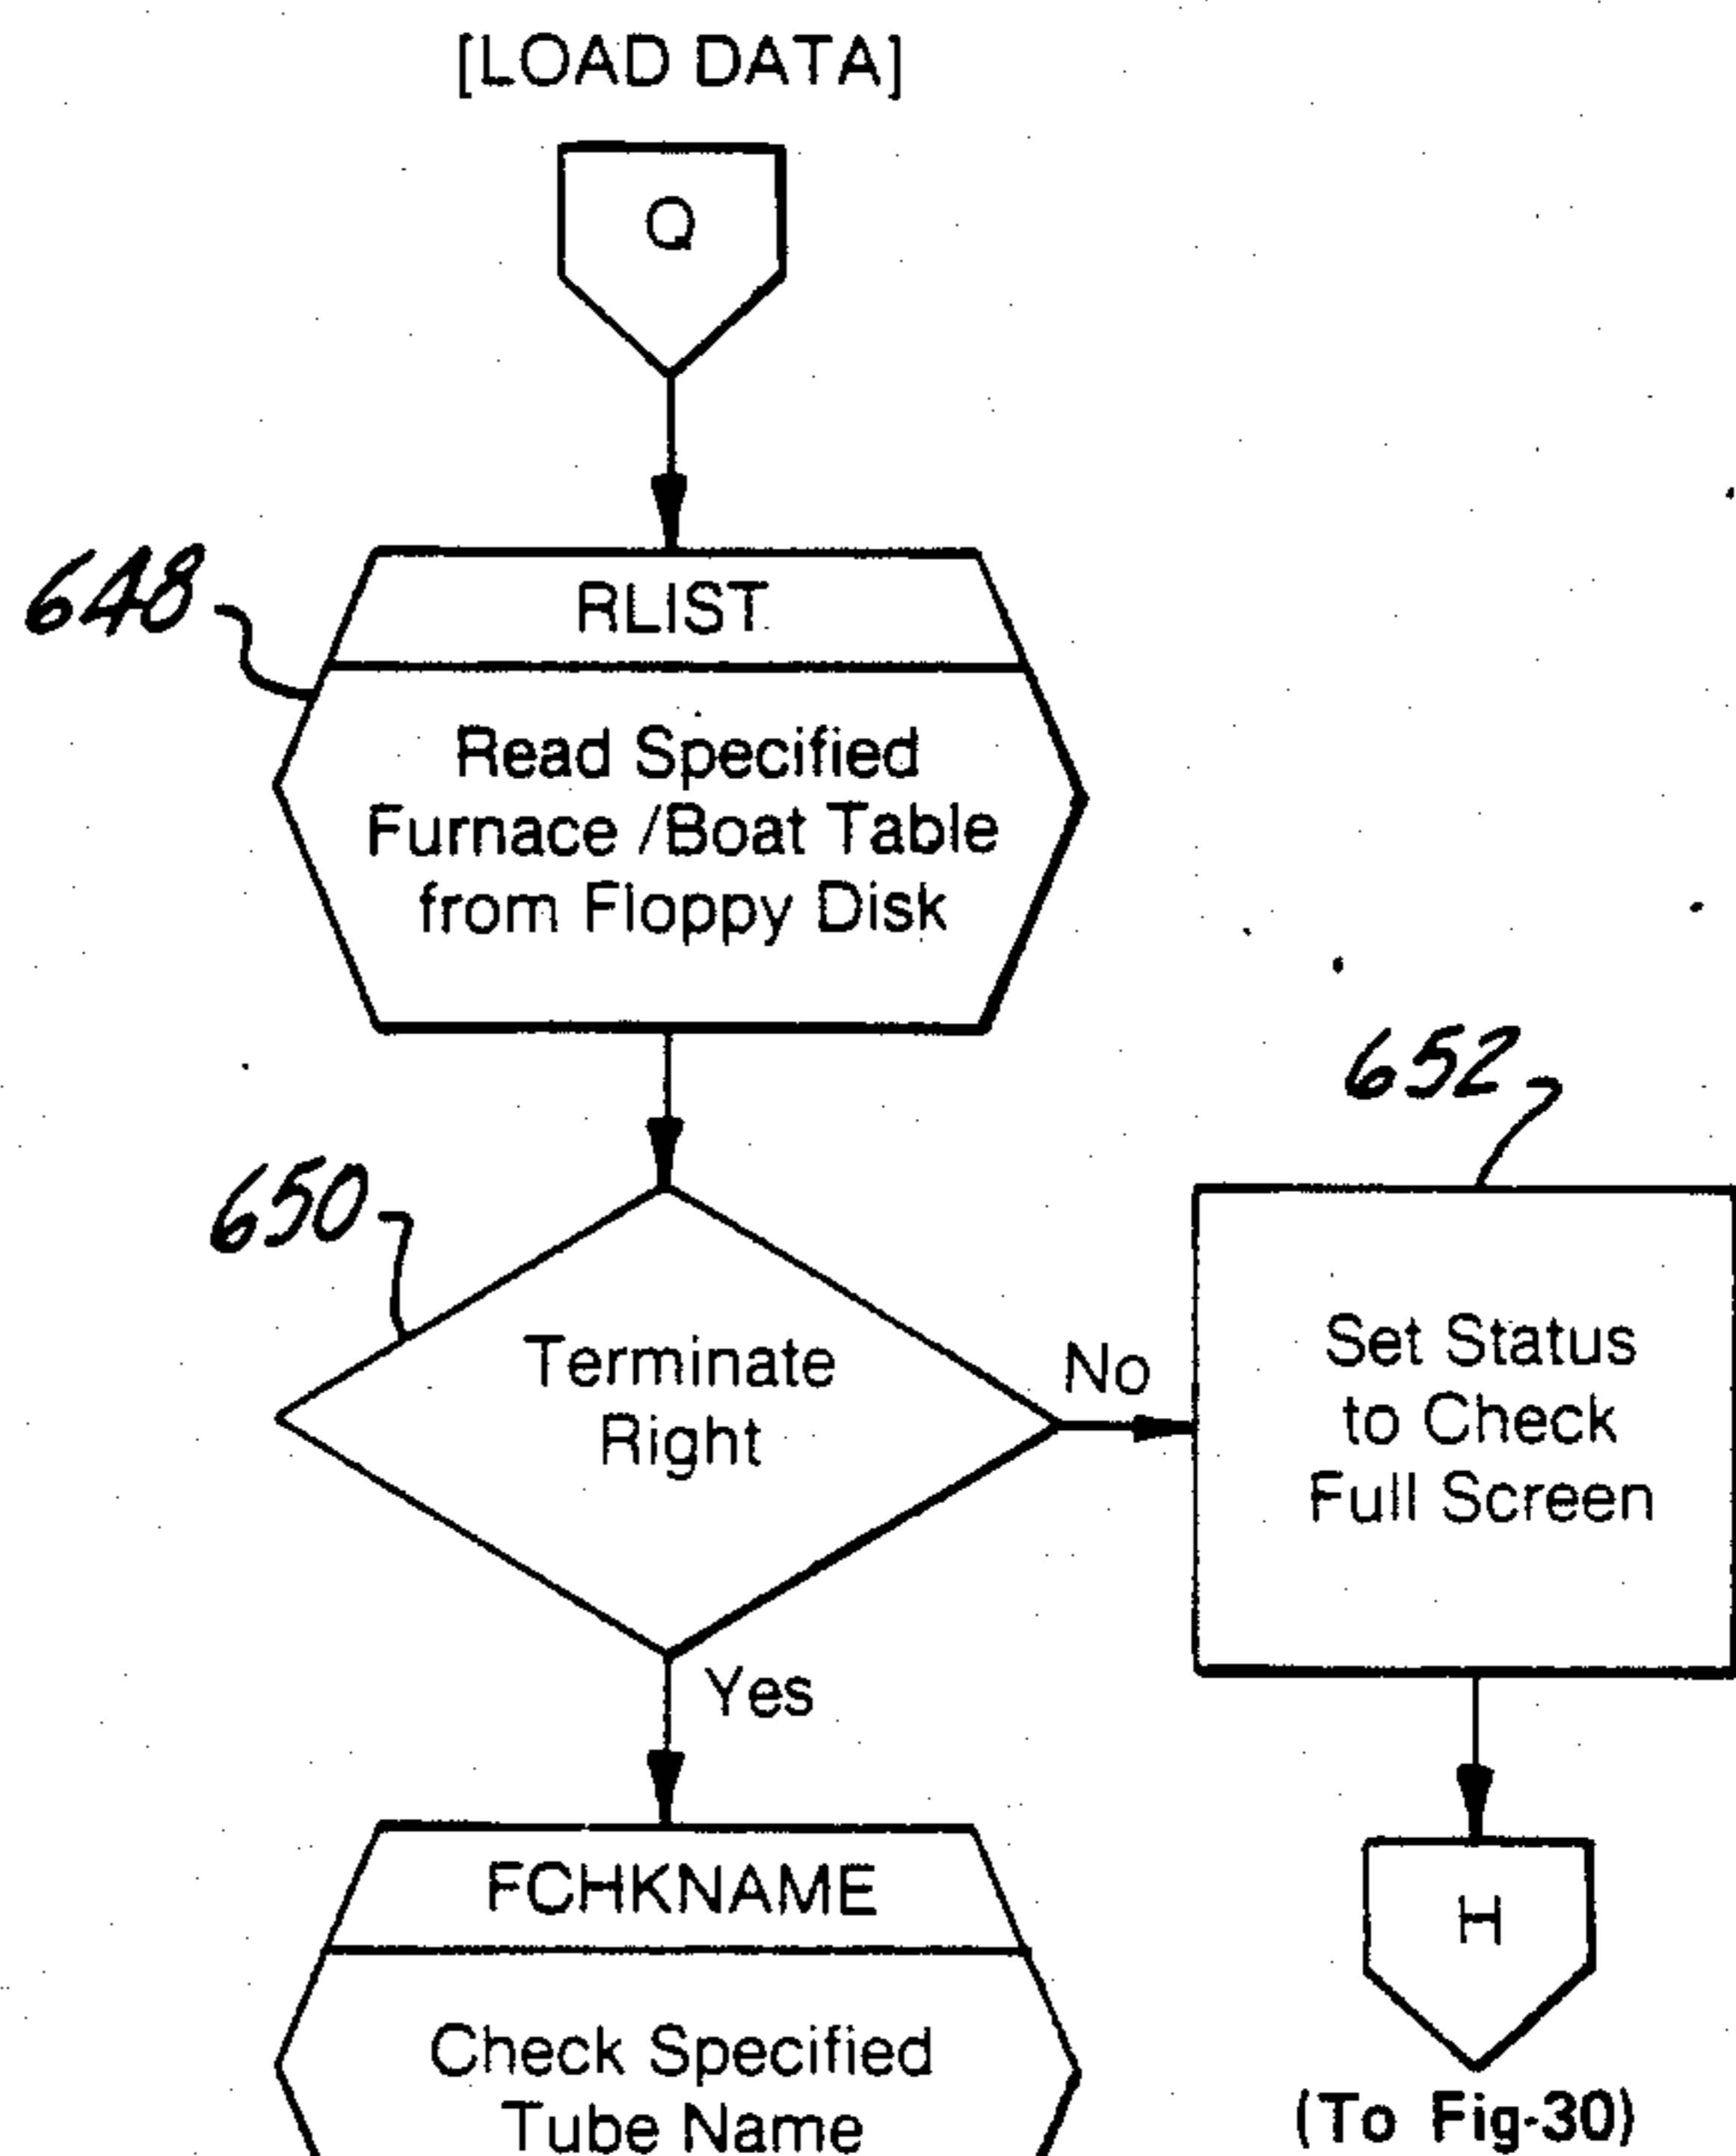 [LOAD DATA]
Q
648
RLIST
Read Specified
Furnace /Boat Table
from Floppy Disk
650
Terminate
Right
No
652
Set Status
to Check
Full Screen
Yes
H
(To Fig-30)
FCHKNAME
Check Specified
Tube Name